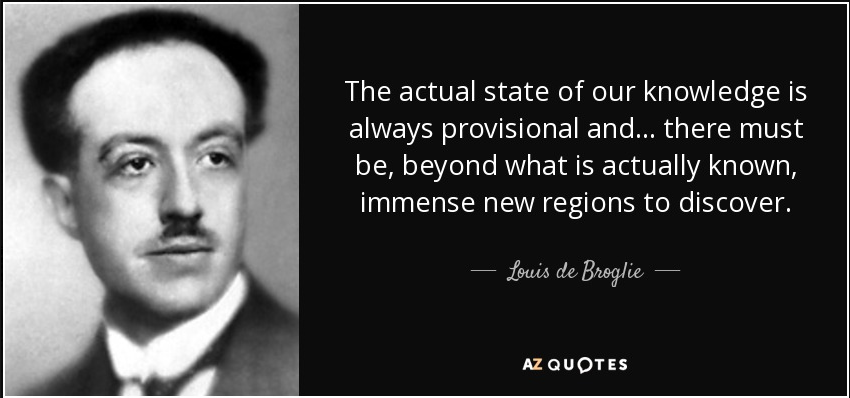 The actual state of our knowledge is
always provisional and... there must
be, beyond what is actually known,
immense new regions to discover.
Louis de Broglie
AZ QUOTES